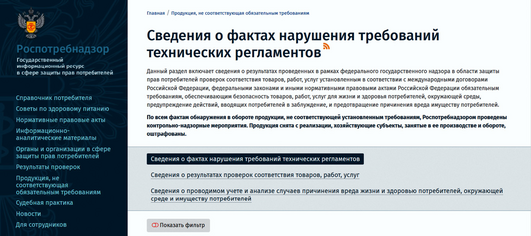 Роспотребнадзор
Государственный
информационный ресурс
в сфере защиты прав потребителей
Справочник потребителя
Советы по здоровому питанию
Нормативные правовые акты
Информационно-
аналитические материалы
Органы и организации в сфере
защиты прав потребителей
Результаты проверок
Продукция, не
соответствующая
обязательным требованиям
Судебная практика
Новости
Для сотрудников
Главная / Продукция, не соответствующая обязательным требованиям
Сведения о фактах нарушения требований
технических регламентов
Данный раздел включает сведения о результатах проведенных в рамках федерального государственного надзора в области защиты
прав потребителей проверок соответствия товаров, работ, услуг установленным в соответствии с международными договорами
Российской Федерации, федеральными законами и иными нормативными правовыми актами Российской Федерации обязательным
требованиям, обеспечивающим безопасность товаров, работ, услуг для жизни и здоровья потребителей, окружающей среды,
предупреждение действий, вводящих потребителей в заблуждение, и предотвращение причинения вреда имуществу потребителей.
По всем фактам обнаружения в обороте продукции, не соответствующей установленным требованиям, Роспотребнадзором проведены
контрольно-надзорные мероприятия. Продукция снята с реализации, хозяйствующие субъекты, занятые в ее производстве и обороте,
оштрафованы.
Сведения о фактах нарушения требований технических регламентов
Сведения о результатах проверок соответствия товаров, работ, услуг
Сведения о проводимом учете и анализе случаев причинения вреда жизни и здоровью потребителей, окружающей
среде и имуществу потребителей
Показать фильтр